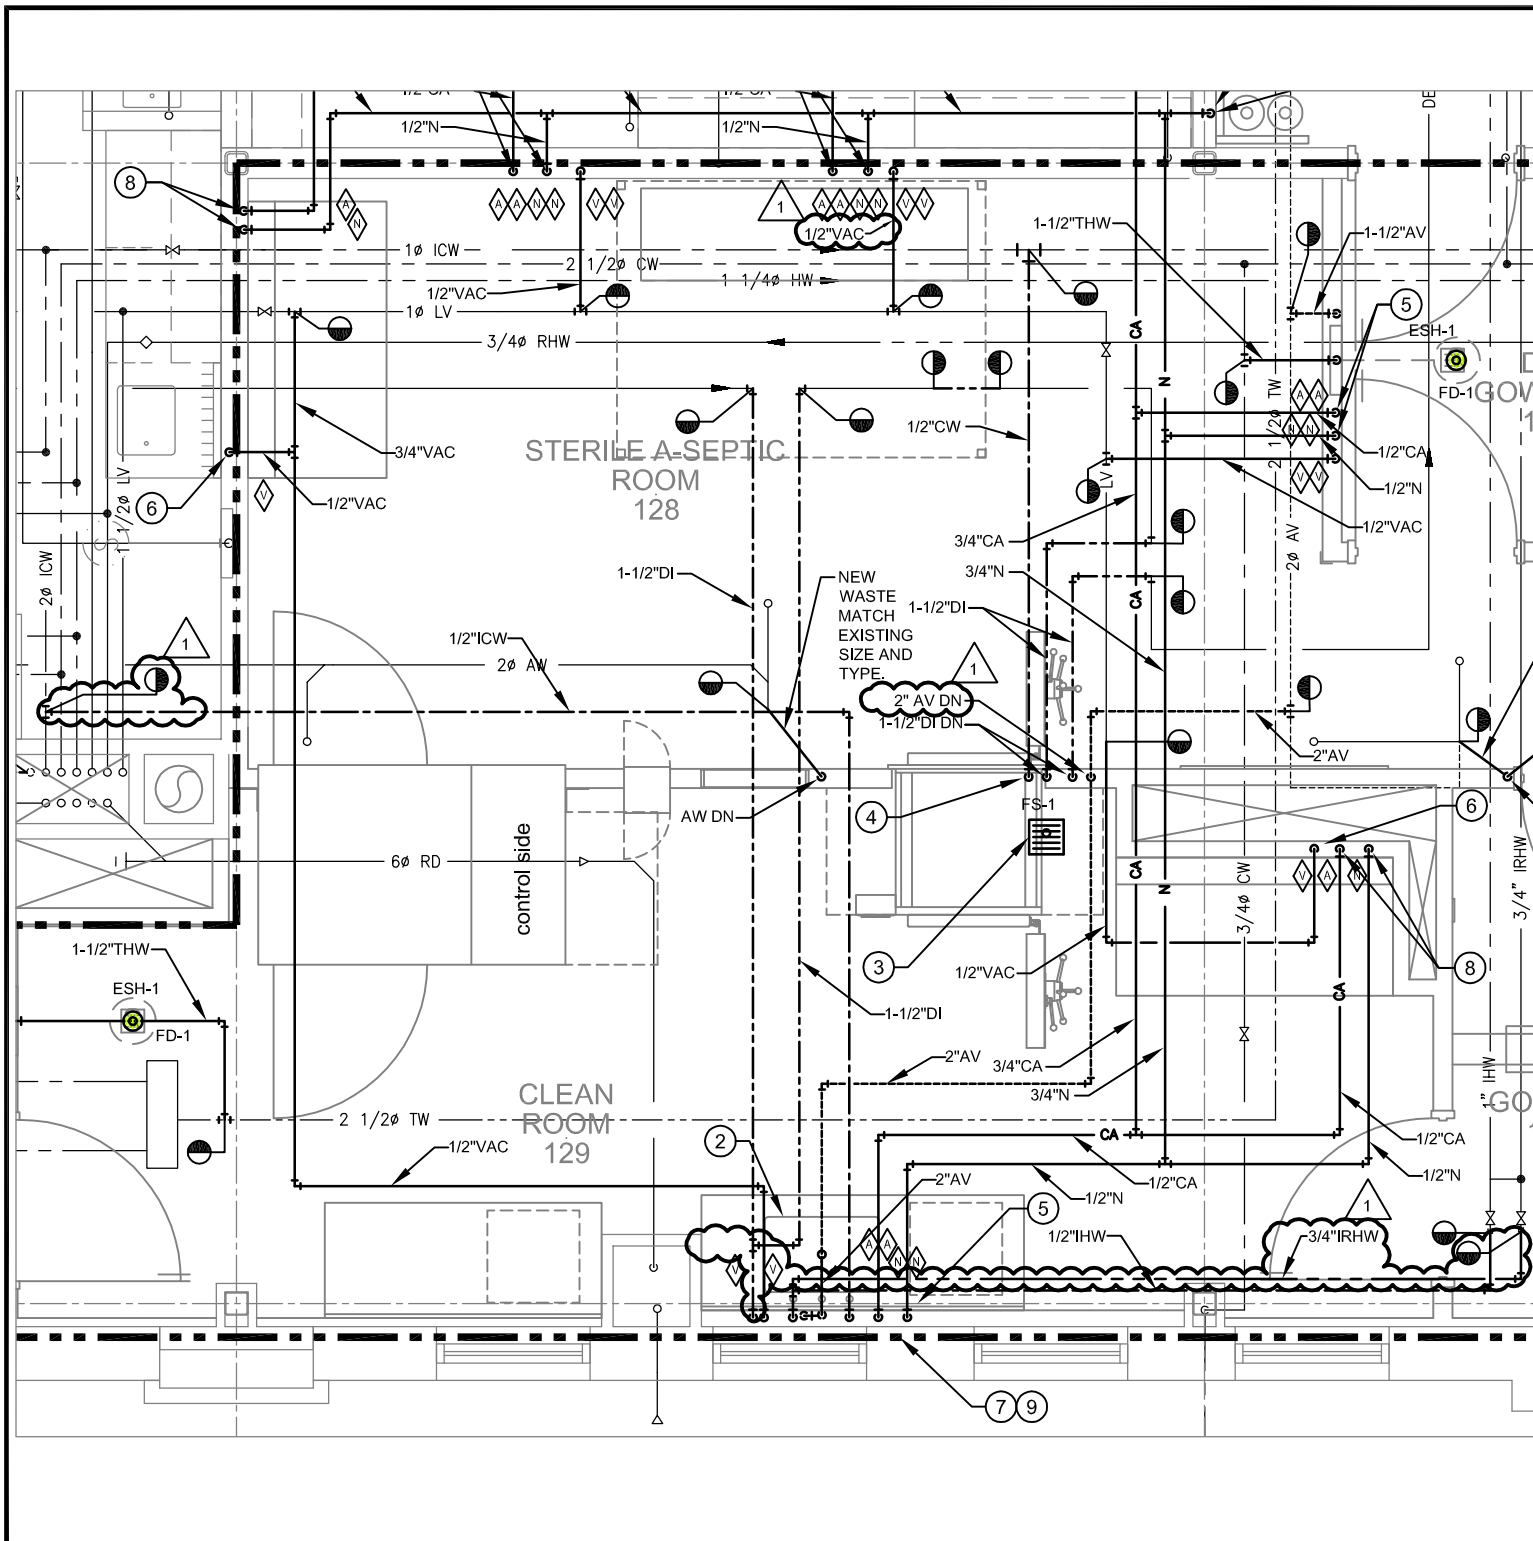 1/2"N
1/2"N
DE
8
A
N
A A N N
V V
1
A A N N
V V
1/2"VAC
1-1/2"THW
1-1/2"AV
1ø ICW
2 1/2ø CW
1 1/4ø HW
1/2"VAC
1ø LV
3/4ø RHW
CA
N
5
ESH-1
FD-1
A A
N N
V V
2 1/2ø TW
1/2"CW
1/2"CA
1/2"N
1/2"VAC
STERILE A-SEPTIC
ROOM
128
3/4"VAC
1/2"VAC
6
V
LV
1 1/2ø LV
2ø ICW
2ø AV
3/4"CA
3/4"N
CA
1-1/2"DI
NEW
WASTE
MATCH
EXISTING
SIZE AND
TYPE.
1-1/2"DI
1
1/2"ICW
2ø AW
1
2" AV DN
1-1/2"DI DN
2"AV
AW DN
4
FS-1
6
control side
6ø RD
CA
N
3/4ø CW
V A N
3/4" IRHW
1-1/2"THW
ESH-1
FD-1
3
1/2"VAC
8
CA
1-1/2"DI
2"AV
3/4"CA
3/4"N
1" IHW
CLEAN
ROOM
129
2 1/2ø TW
2
CA
1/2"CA
1/2"VAC
2"AV
1/2"CA
1/2"N
1/2"N
5
1
1/2"IHW
3/4"IRHW
A A
N N
V V
7 9